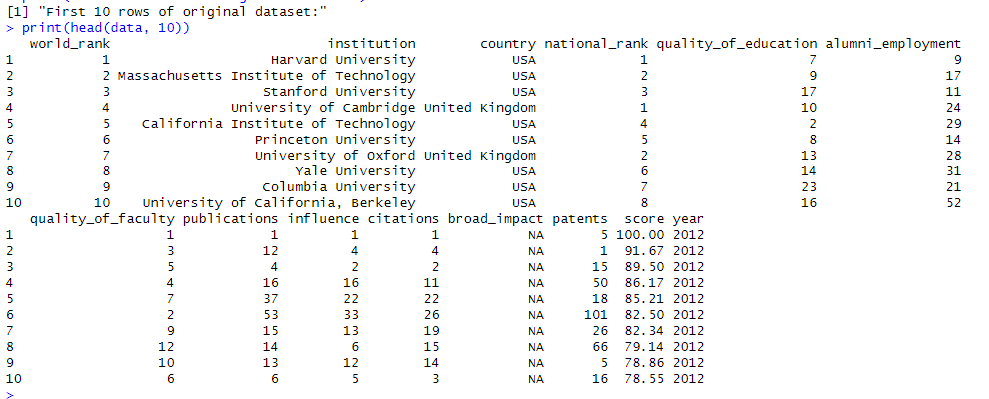 [1] "First 10 rows of original dataset:"
> print(head(data, 10))
   world_rank                           institution        country national_rank quality_of_education alumni_employment
1           1                    Harvard University            USA             1                    7                 9
2           2 Massachusetts Institute of Technology            USA             2                    9                17
3           3                   Stanford University            USA             3                   17                11
4           4               University of Cambridge United Kingdom             1                   10                24
5           5    California Institute of Technology            USA             4                    2                29
6           6                  Princeton University            USA             5                    8                14
7           7                  University of Oxford United Kingdom             2                   13                28
8           8                       Yale University            USA             6                   14                31
9           9                   Columbia University            USA             7                   23                21
10         10    University of California, Berkeley            USA             8                   16                52
   quality_of_faculty publications influence citations broad_impact patents  score year
1                   1            1         1         1           NA       5 100.00 2012
2                   3           12         4         4           NA       1  91.67 2012
3                   5            4         2         2           NA      15  89.50 2012
4                   4           16        16        11           NA      50  86.17 2012
5                   7           37        22        22           NA      18  85.21 2012
6                   2           53        33        26           NA     101  82.50 2012
7                   9           15        13        19           NA      26  82.34 2012
8                  12           14         6        15           NA      66  79.14 2012
9                  10           13        12        14           NA       5  78.86 2012
10                  6            6         5         3           NA      16  78.55 2012
>